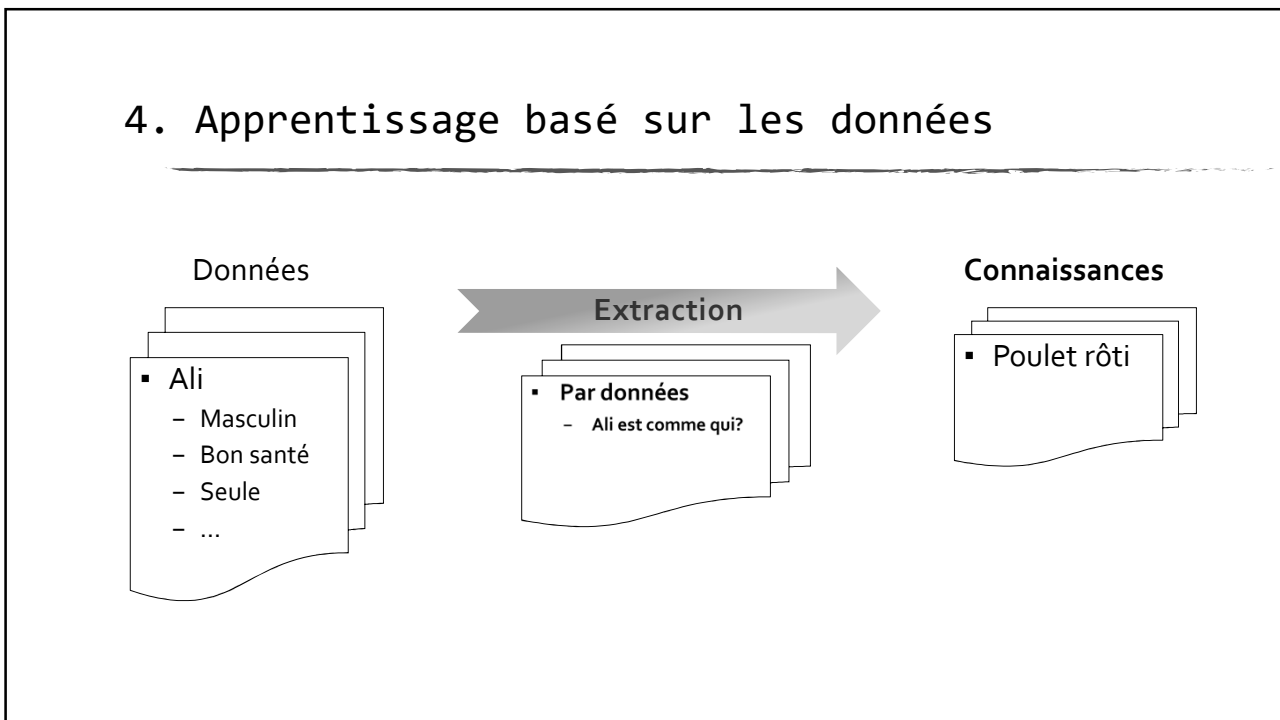 4. Apprentissage basé sur les données
Données
▪ Ali
– Masculin
– Bon santé
– Seule
– ...
Extraction
▪ Par données
– Ali est comme qui?
Connaissances
▪ Poulet rôti